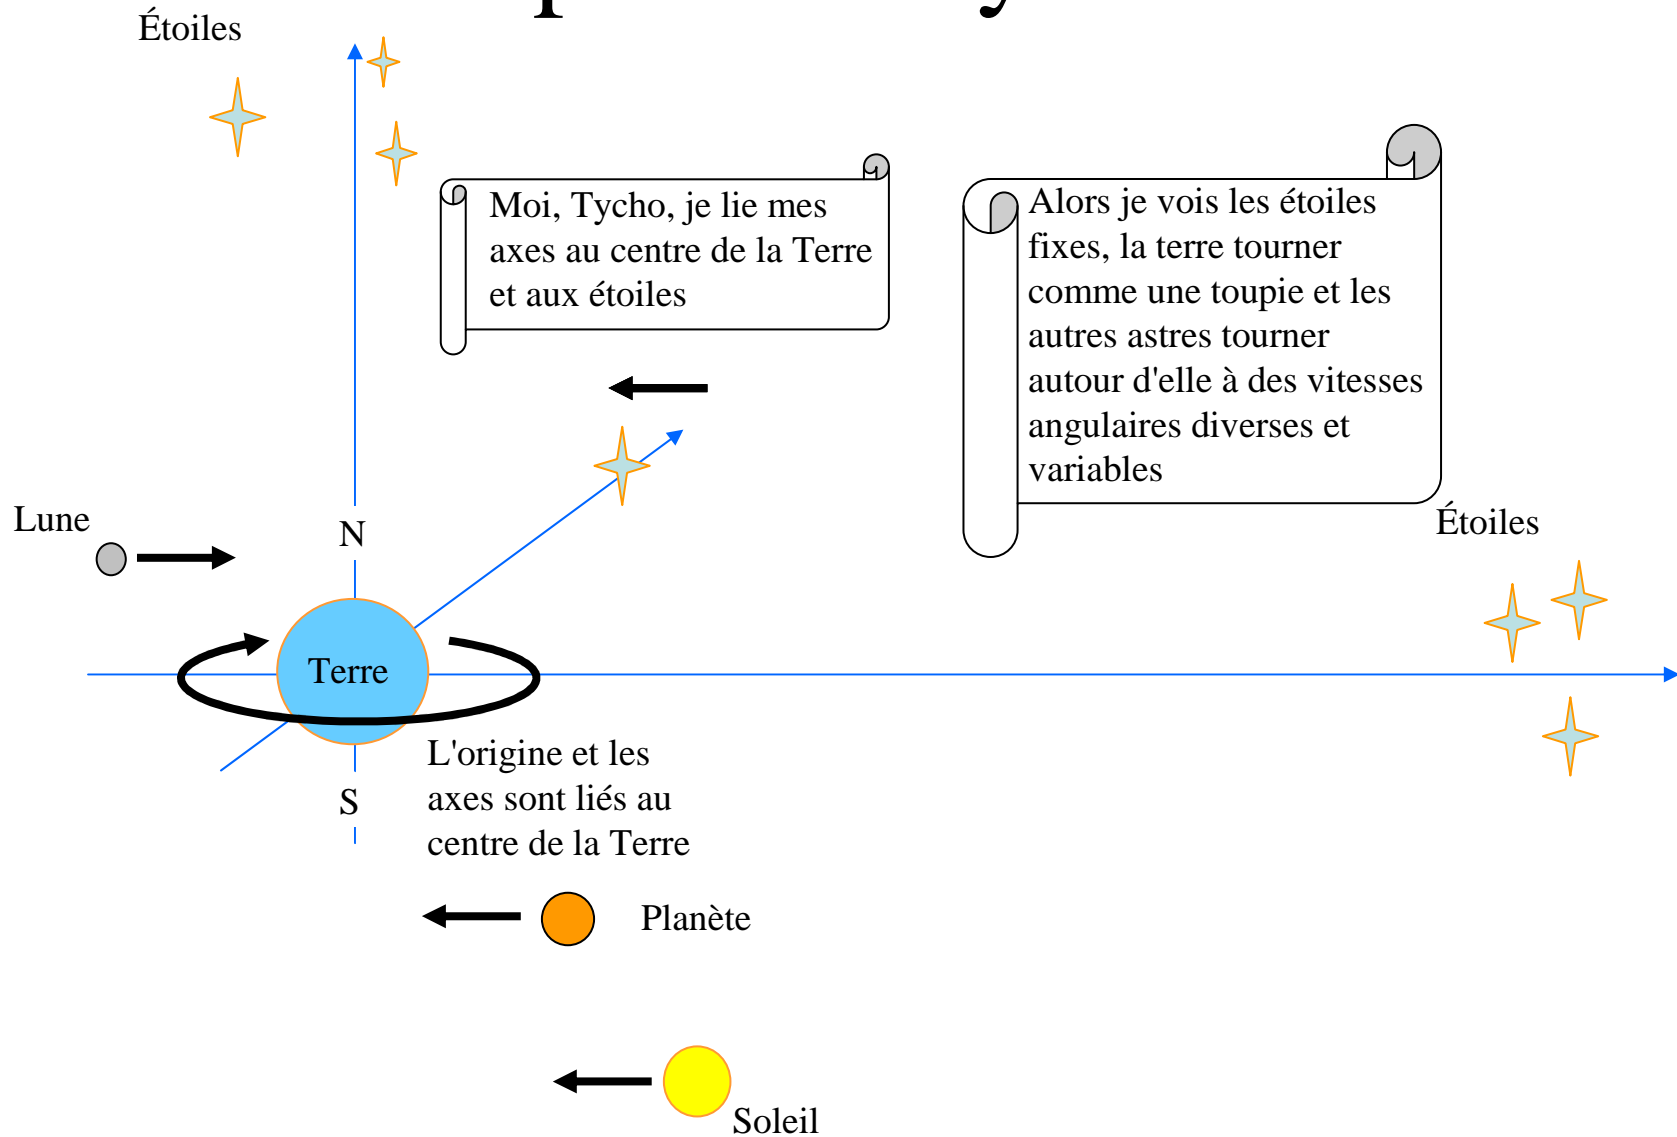 Étoiles
Moi, Tycho, je lie mes
axes au centre de la Terre
et aux étoiles
Alors je vois les étoiles
fixes, la terre tourner
comme une toupie et les
autres astres tourner
autour d'elle à des vitesses
angulaires diverses et
variables
Lune
N
Étoiles
Terre
L'origine et les
axes sont liés au
centre de la Terre
S
Planète
Soleil